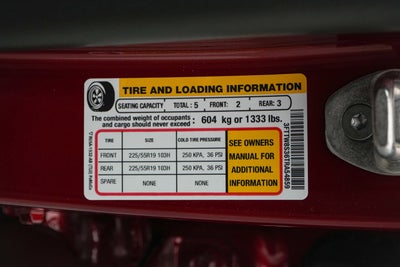 TIRE AND LOADING INFORMATION
SEATING CAPACITY TOTAL: 5 FRONT: 2 REAR: 3
The combined weight of occupants
and cargo should never exceed : 604 kg or 1333 lbs.
TIRE SIZE COLD TIRE PRESSURE
FRONT 225/55R19 103H 250 KPA, 36 PSI
REAR 225/55R19 103H 250 KPA, 36 PSI
SPARE NONE NONE
SEE OWNERS
MANUAL FOR
ADDITIONAL
INFORMATION
3FTTW8S36TRA54839